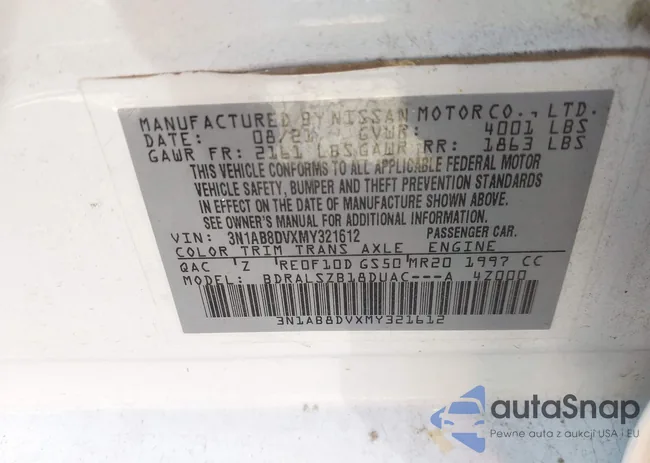 MANUFACTURED BY NISSAN MOTOR CO., LTD.
DATE: 08/21 GVWR: 4001 LBS
GAWR FR: 2161 LBS GAWR RR: 1863 LBS
THIS VEHICLE CONFORMS TO ALL APPLICABLE FEDERAL MOTOR
VEHICLE SAFETY, BUMPER AND THEFT PREVENTION STANDARDS
IN EFFECT ON THE DATE OF MANUFACTURE SHOWN ABOVE.
SEE OWNER'S MANUAL FOR ADDITIONAL INFORMATION.
VIN: 3N1AB8DVXMY321612 PASSENGER CAR.
COLOR TRIM TRANS AXLE ENGINE
QAC Z RE0F10D GS50 MR20 1997 CC
MODEL: BDRALSZB18DUAC---A 4Z000
3N1AB8DVXMY321612
autaSnap
Pewne auta z aukcji USA i EU